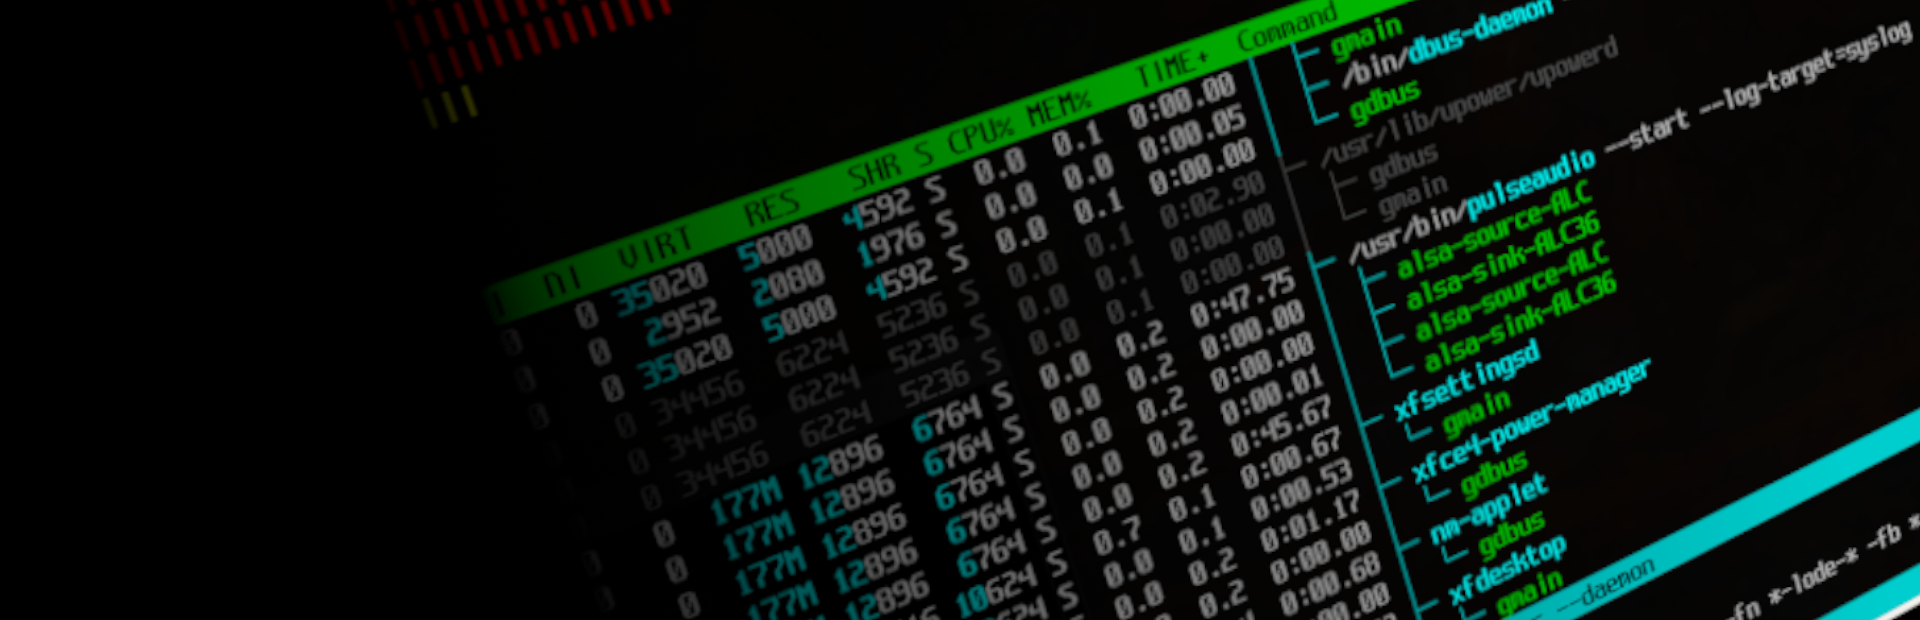 NI VIRT RES SHR S CPU% MEM% TIME+ Command
0 0 35020 5000 4592 S 0.0 0.1 0:00.00 gmain
0 0 2952 2080 1976 S 0.0 0.0 0:00.05 /bin/dbus-daemon
0 0 35020 5000 4592 S 0.0 0.1 0:00.00 gdbus
0 34456 6224 5236 S 0.0 0.1 0:02.90 /usr/lib/upower/upowerd
0 34456 6224 5236 S 0.0 0.1 0:00.00 gdbus
0 34456 6224 5236 S 0.0 0.1 0:00.00 gmain
0 177M 12896 6764 S 0.0 0.2 0:47.75 /usr/bin/pulseaudio --start --log-target=syslog
0 177M 12896 6764 S 0.0 0.2 0:00.00 alsa-source-ALC
0 177M 12896 6764 S 0.0 0.2 0:00.00 alsa-sink-ALC36
177M 12896 6764 S 0.0 0.2 0:00.01 alsa-source-ALC
12896 6764 S 0.0 0.2 0:45.67 alsa-sink-ALC36
10624 S 0.7 0.1 0:00.67 xfsettingsd
S 0.0 0.1 0:00.53 gmain
0.0 0.2 0:01.17 xfce4-power-manager
0.2 0:00.00 gdbus
0:00.68 nm-applet
gdbus
xfdesktop
gmain
--daemon
-fn *-lode-* -fb *